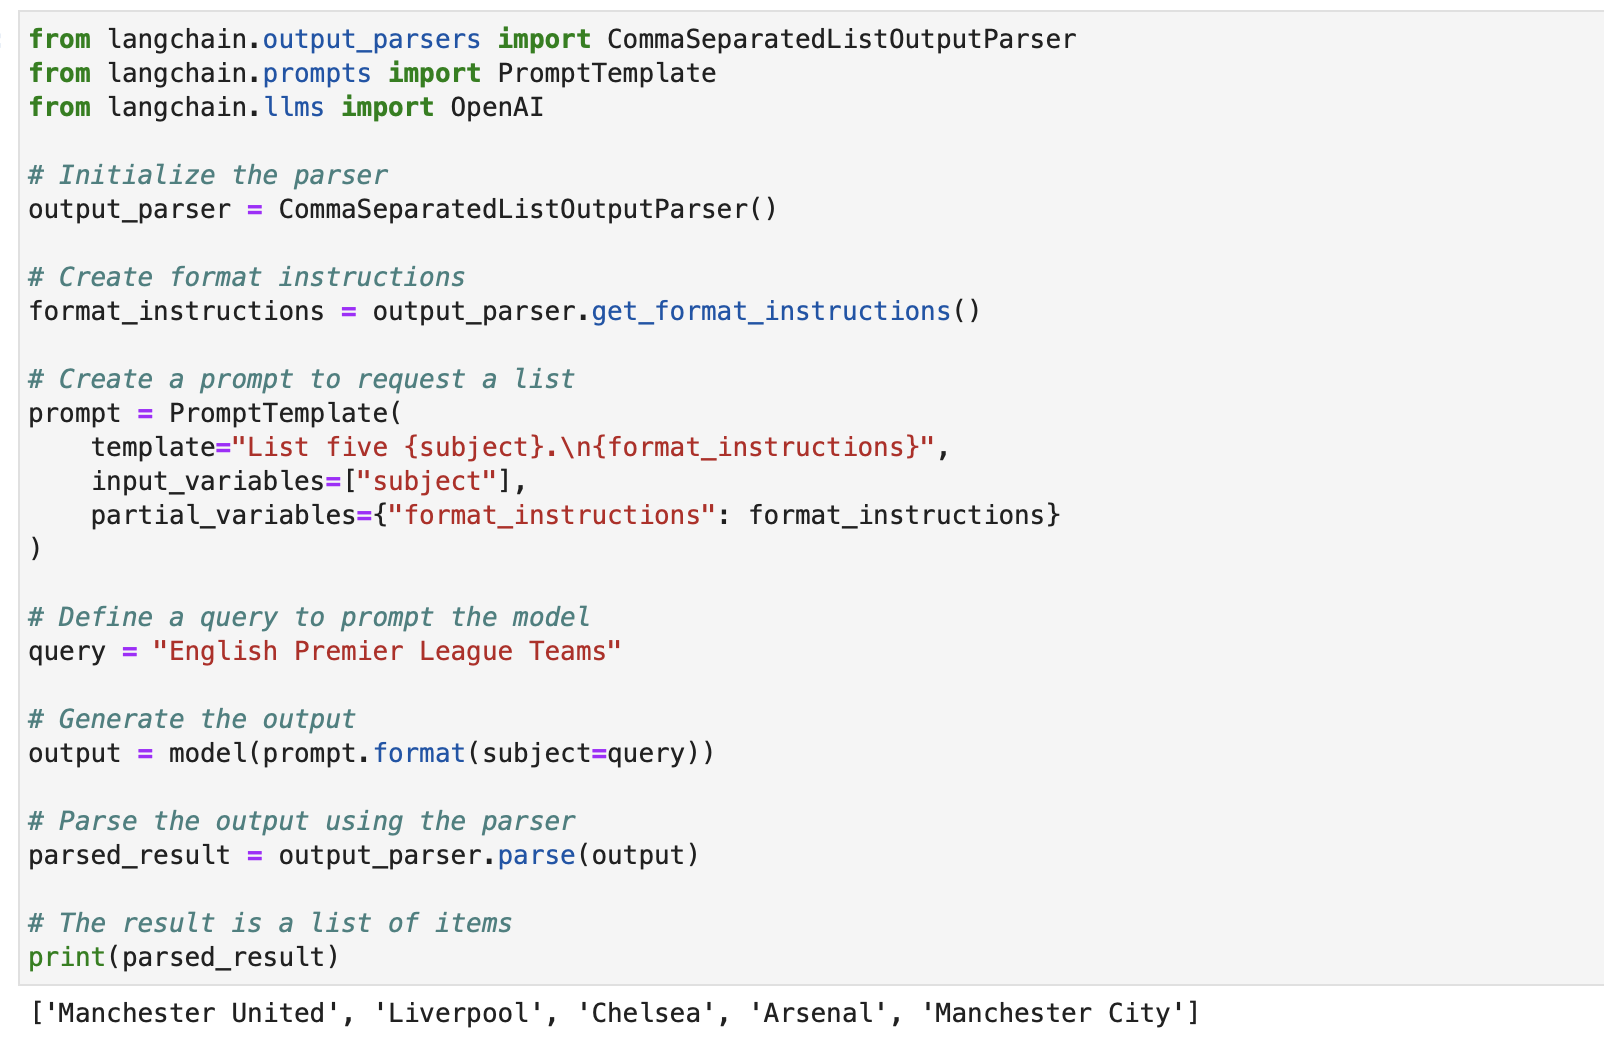 from langchain.output_parsers import CommaSeparatedListOutputParser
from langchain.prompts import PromptTemplate
from langchain.llms import OpenAI

# Initialize the parser
output_parser = CommaSeparatedListOutputParser()

# Create format instructions
format_instructions = output_parser.get_format_instructions()

# Create a prompt to request a list
prompt = PromptTemplate(
    template="List five {subject}.\n{format_instructions}",
    input_variables=["subject"],
    partial_variables={"format_instructions": format_instructions}
)

# Define a query to prompt the model
query = "English Premier League Teams"

# Generate the output
output = model(prompt.format(subject=query))

# Parse the output using the parser
parsed_result = output_parser.parse(output)

# The result is a list of items
print(parsed_result)
['Manchester United', 'Liverpool', 'Chelsea', 'Arsenal', 'Manchester City']